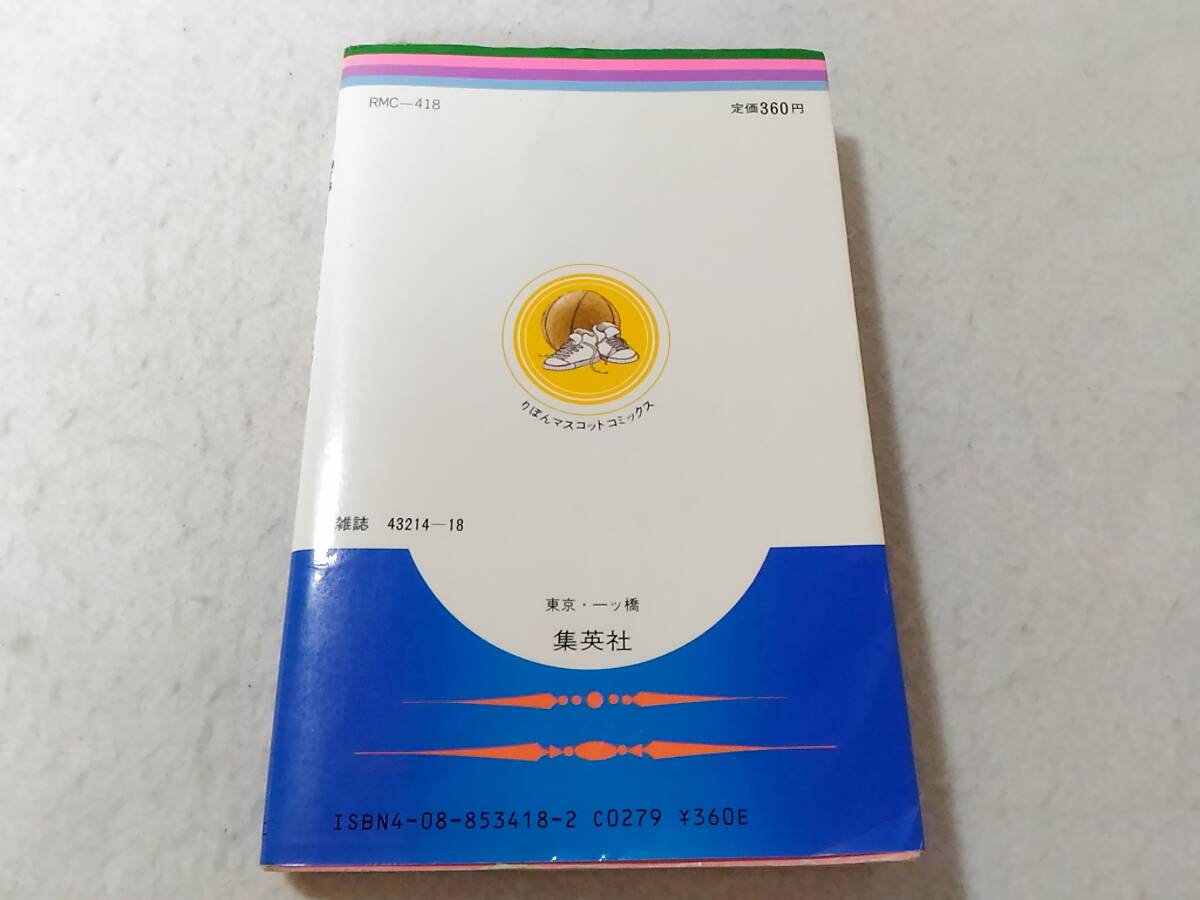 RMC—418
定価360円
りぼんマスコットコミックス
雑誌 43214—18
東京・一ッ橋
集英社
ISBN4-08-853418-2 C0279 ¥360E